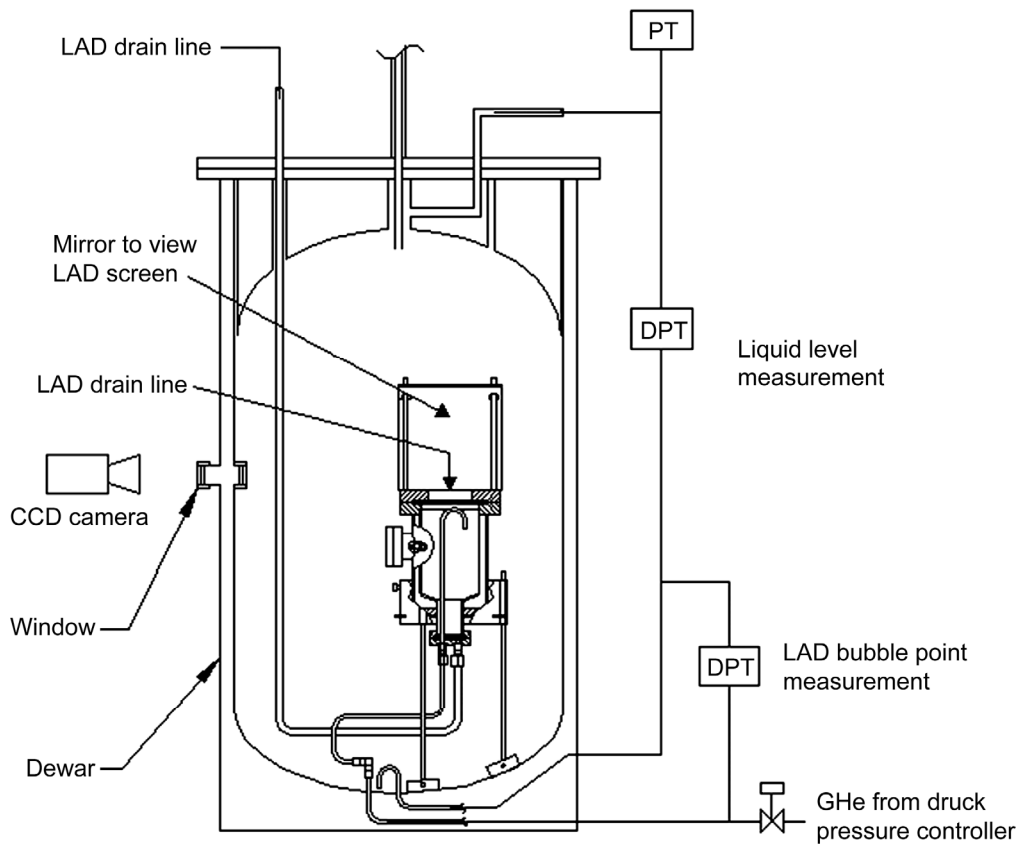 LAD drain line
PT
Mirror to view
LAD screen
DPT
Liquid level
measurement
LAD drain line
CCD camera
Window
DPT
LAD bubble point
measurement
Dewar
GHe from druck
pressure controller